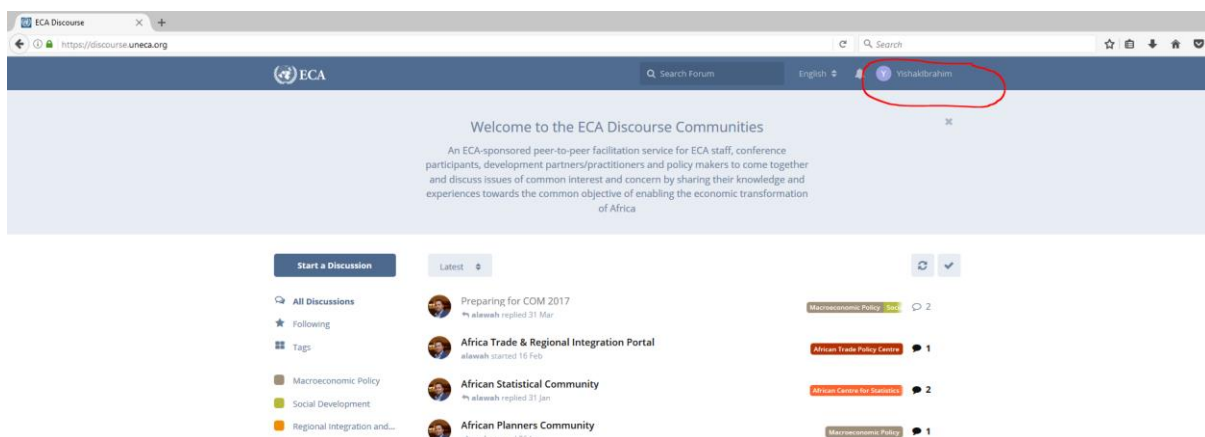 ECA Discourse
https://discourse.uneca.org
Search
ECA
Search Forum
English
Y YishakIbrahim
Welcome to the ECA Discourse Communities
An ECA-sponsored peer-to-peer facilitation service for ECA staff, conference
participants, development partners/practitioners and policy makers to come together
and discuss issues of common interest and concern by sharing their knowledge and
experiences towards the common objective of enabling the economic transformation
of Africa
Start a Discussion
Latest
All Discussions
Following
Tags
Macroeconomic Policy
Social Development
Regional Integration and...
Preparing for COM 2017
alawah replied 31 Mar
Macroeconomic Policy Soci
2
Africa Trade & Regional Integration Portal
alawah started 16 Feb
African Trade Policy Centre
1
African Statistical Community
alawah replied 31 Jan
African Centre for Statistics
2
African Planners Community
Macroeconomic Policy
1